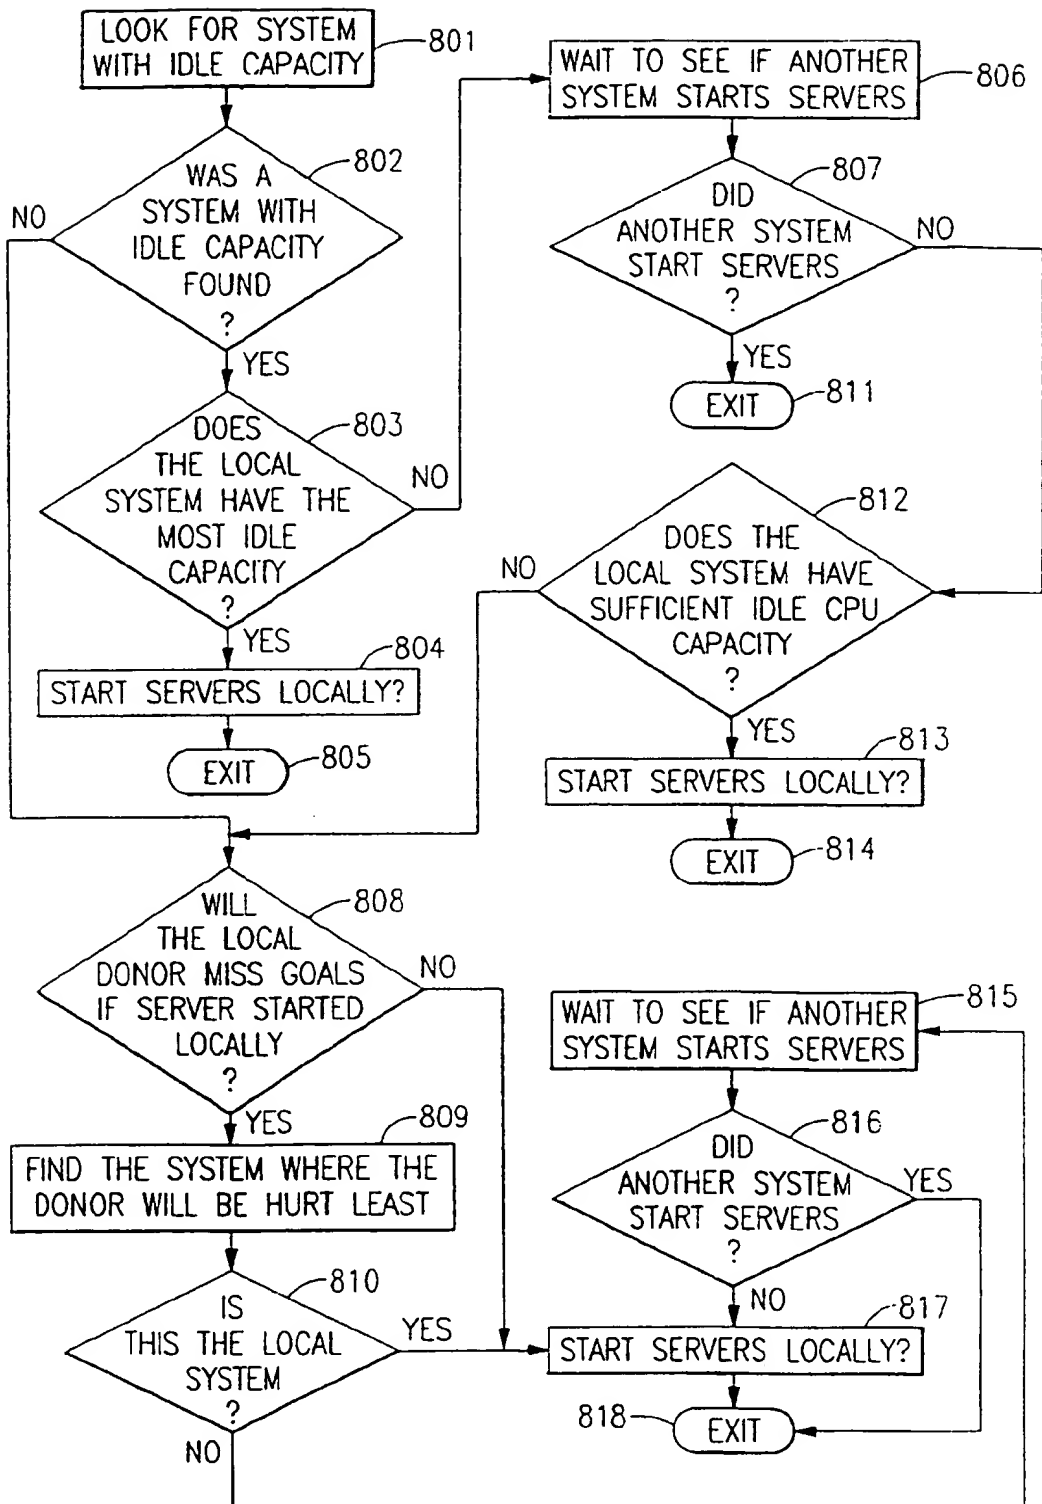 LOOK FOR SYSTEM
WITH IDLE CAPACITY
801
WAS A
SYSTEM WITH
IDLE CAPACITY
FOUND
?
802
NO
YES
DOES
THE LOCAL
SYSTEM HAVE THE
MOST IDLE
CAPACITY
?
803
NO
YES
START SERVERS LOCALLY?
804
EXIT
805
WAIT TO SEE IF ANOTHER
SYSTEM STARTS SERVERS
806
DID
ANOTHER SYSTEM
START SERVERS
?
807
NO
YES
EXIT
811
DOES THE
LOCAL SYSTEM HAVE
SUFFICIENT IDLE CPU
CAPACITY
?
812
NO
YES
START SERVERS LOCALLY?
813
EXIT
814
WILL
THE LOCAL
DONOR MISS GOALS
IF SERVER STARTED
LOCALLY
?
808
NO
YES
FIND THE SYSTEM WHERE THE
DONOR WILL BE HURT LEAST
809
IS
THIS THE LOCAL
SYSTEM
?
810
YES
NO
WAIT TO SEE IF ANOTHER
SYSTEM STARTS SERVERS
815
DID
ANOTHER SYSTEM
START SERVERS
?
816
YES
NO
START SERVERS LOCALLY?
817
EXIT
818